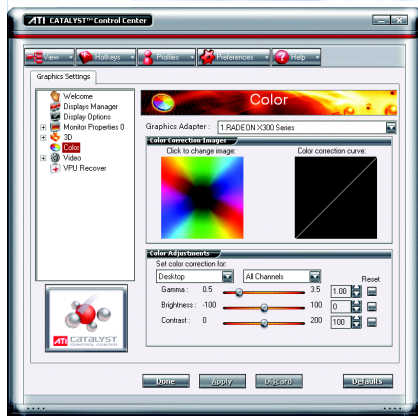 ATI CATALYST™ Control Center
View Hotkeys Profiles Preferences Help
Graphics Settings
Welcome
Displays Manager
Display Options
Monitor Properties 0
3D
Color
Video
VPU Recover
Color
Graphics Adapter : 1.RADEON X300 Series
Color Correction Images
Click to change image: Color correction curve:
Color Adjustments
Set color correction for:
Desktop All Channels Reset
Gamma : 0.5 3.5 1.00
Brightness : -100 100 0
Contrast : 0 200 100
ATI CATALYST
CONTROL CENTER
Done Apply Discard Defaults